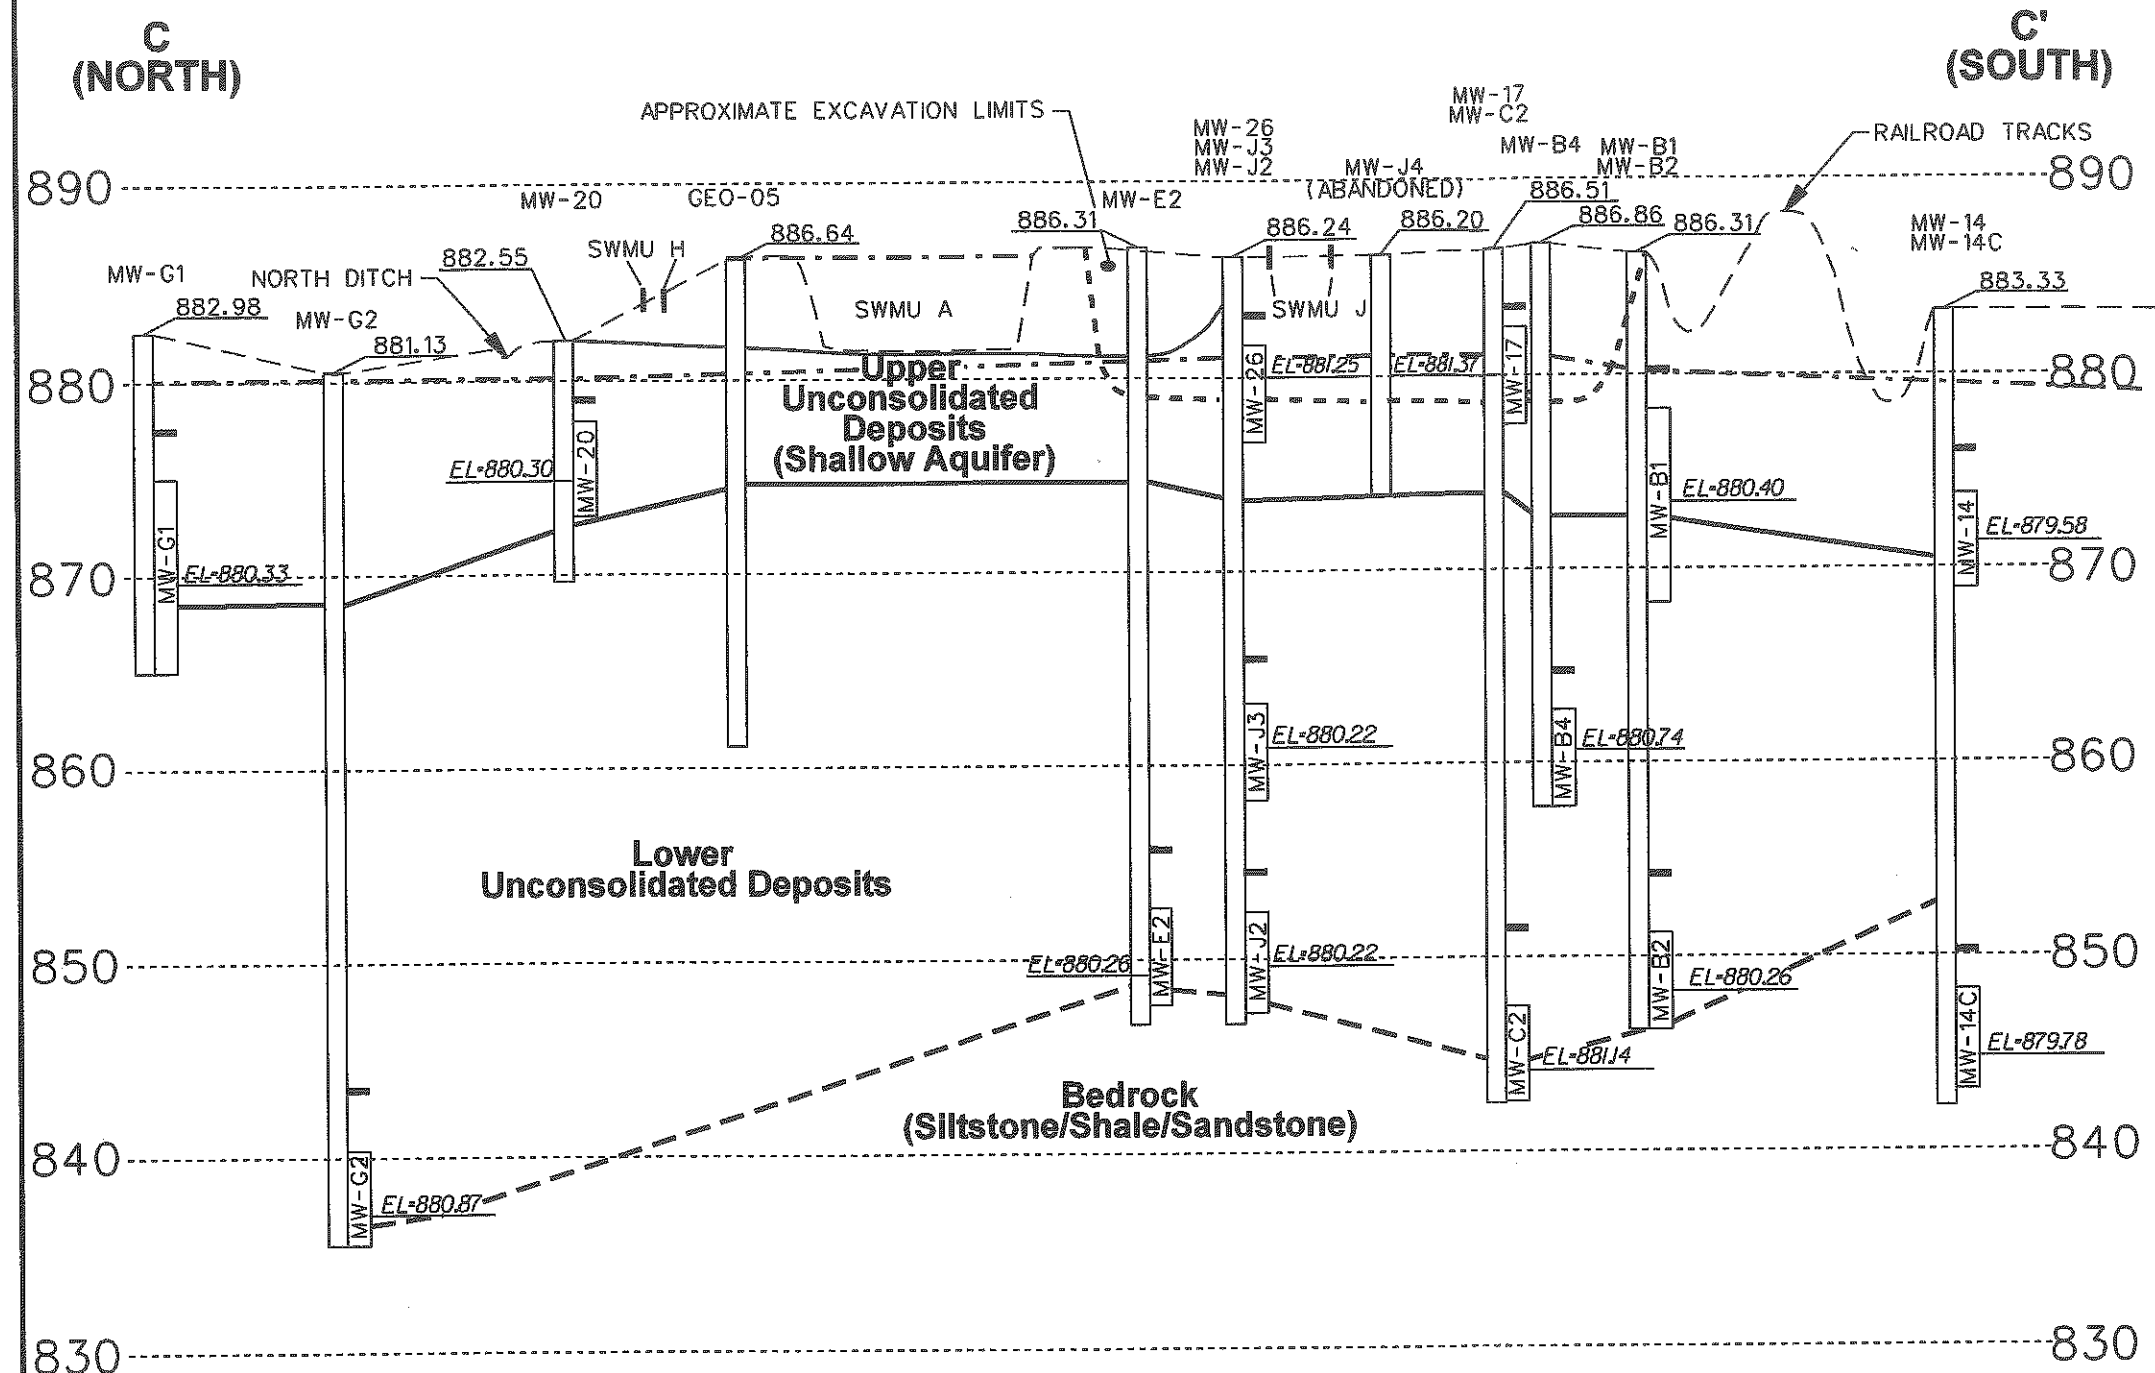 C
(NORTH)
C'
(SOUTH)
APPROXIMATE EXCAVATION LIMITS
MW-17
MW-C2
MW-26
MW-J3
MW-J2
MW-J4
(ABANDONED)
MW-B4
MW-B1
MW-B2
RAILROAD TRACKS
890
890
MW-20
GEO-05
MW-E2
MW-14
MW-14C
886.31
886.64
886.24
886.20
886.51
886.86
886.31
883.33
MW-G1
882.98
NORTH DITCH
882.55
SWMU H
MW-G2
881.13
SWMU A
SWMU J
880
880
Upper
Unconsolidated
Deposits
(Shallow Aquifer)
MW-26
EL=881.25
EL=881.37
MW-17
MW-20
EL=880.30
MW-B1
EL=880.40
MW-14
EL=879.58
870
870
MW-G1
EL=880.33
MW-J3
EL=880.22
MW-B4
EL=880.74
860
860
Lower
Unconsolidated Deposits
850
850
EL=880.26
MW-E2
MW-J2
EL=880.22
MW-B2
EL=880.26
MW-C2
EL=881.14
MW-14C
EL=879.78
Bedrock
(Siltstone/Shale/Sandstone)
840
840
MW-G2
EL=880.87
830
830